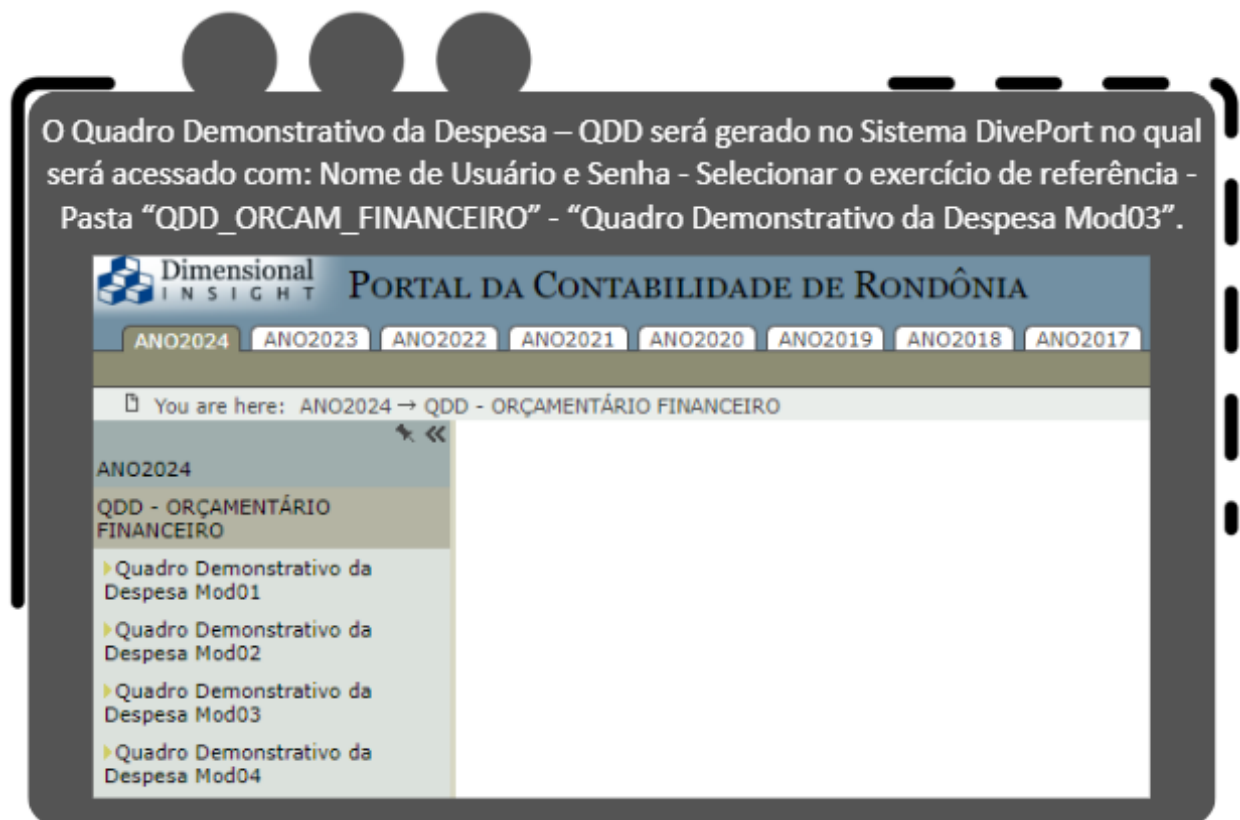 O Quadro Demonstrativo da Despesa – QDD será gerado no Sistema DivePort no qual
será acessado com: Nome de Usuário e Senha - Selecionar o exercício de referência -
Pasta “QDD_ORCAM_FINANCEIRO” - “Quadro Demonstrativo da Despesa Mod03”.
Dimensional
INSIGHT
PORTAL DA CONTABILIDADE DE RONDÔNIA
ANO2024 ANO2023 ANO2022 ANO2021 ANO2020 ANO2019 ANO2018 ANO2017
You are here: ANO2024 → QDD - ORÇAMENTÁRIO FINANCEIRO
ANO2024
QDD - ORÇAMENTÁRIO
FINANCEIRO
Quadro Demonstrativo da
Despesa Mod01
Quadro Demonstrativo da
Despesa Mod02
Quadro Demonstrativo da
Despesa Mod03
Quadro Demonstrativo da
Despesa Mod04